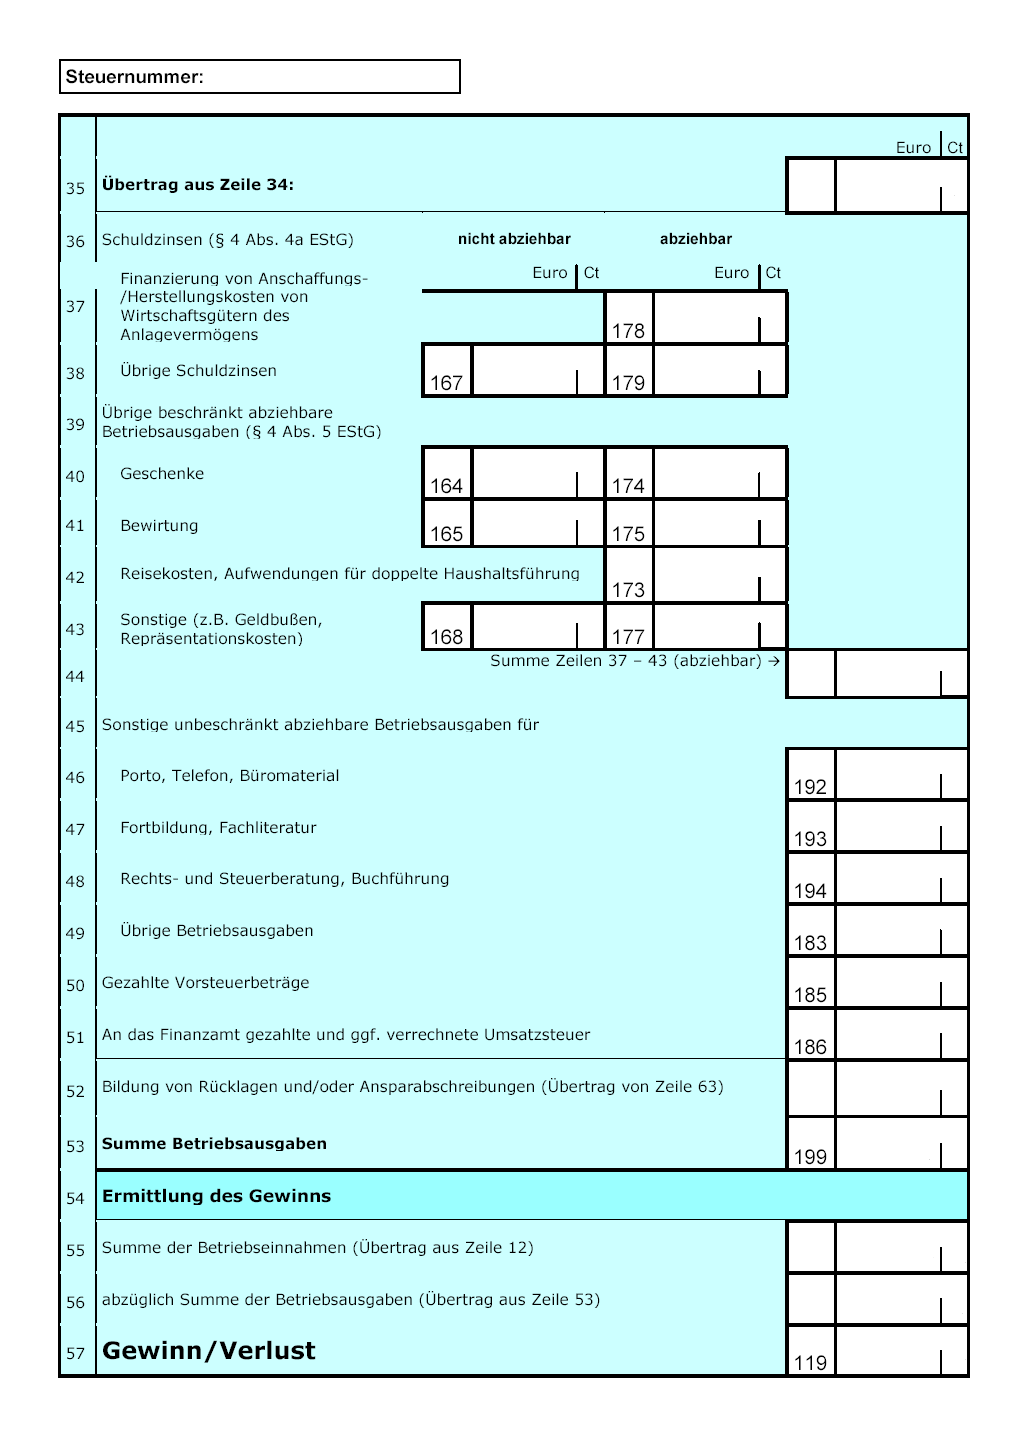 Steuernummer:
Euro Ct
35 Übertrag aus Zeile 34:
36 Schuldzinsen (§ 4 Abs. 4a EStG) nicht abziehbar abziehbar
Euro Ct Euro Ct
37 Finanzierung von Anschaffungs-
/Herstellungskosten von
Wirtschaftsgütern des
Anlagevermögens 178
38 Übrige Schuldzinsen 167 179
39 Übrige beschränkt abziehbare
Betriebsausgaben (§ 4 Abs. 5 EStG)
40 Geschenke 164 174
41 Bewirtung 165 175
42 Reisekosten, Aufwendungen für doppelte Haushaltsführung 173
43 Sonstige (z.B. Geldbußen,
Repräsentationskosten) 168 177
Summe Zeilen 37 – 43 (abziehbar) →
44
45 Sonstige unbeschränkt abziehbare Betriebsausgaben für
46 Porto, Telefon, Büromaterial 192
47 Fortbildung, Fachliteratur 193
48 Rechts- und Steuerberatung, Buchführung 194
49 Übrige Betriebsausgaben 183
50 Gezahlte Vorsteuerbeträge 185
51 An das Finanzamt gezahlte und ggf. verrechnete Umsatzsteuer 186
52 Bildung von Rücklagen und/oder Ansparabschreibungen (Übertrag von Zeile 63)
53 Summe Betriebsausgaben 199
54 Ermittlung des Gewinns
55 Summe der Betriebseinnahmen (Übertrag aus Zeile 12)
56 abzüglich Summe der Betriebsausgaben (Übertrag aus Zeile 53)
57 Gewinn/Verlust 119